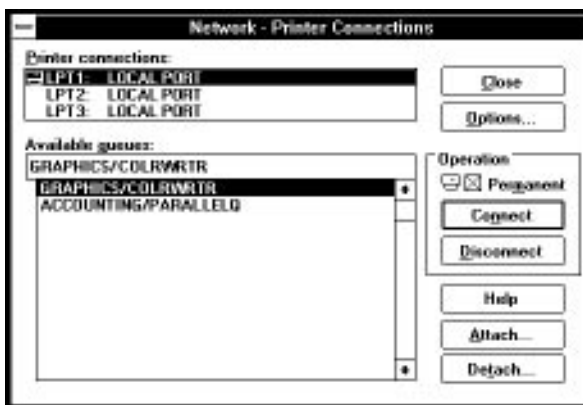 Network - Printer Connections
Printer connections:
LPT1: LOCAL PORT
LPT2: LOCAL PORT
LPT3: LOCAL PORT
Close
Options...
Available queues:
GRAPHICS/COLRWRTR
GRAPHICS/COLRWRTR
ACCOUNTING/PARALLELQ
Operation
Permanent
Connect
Disconnect
Help
Attach...
Detach...